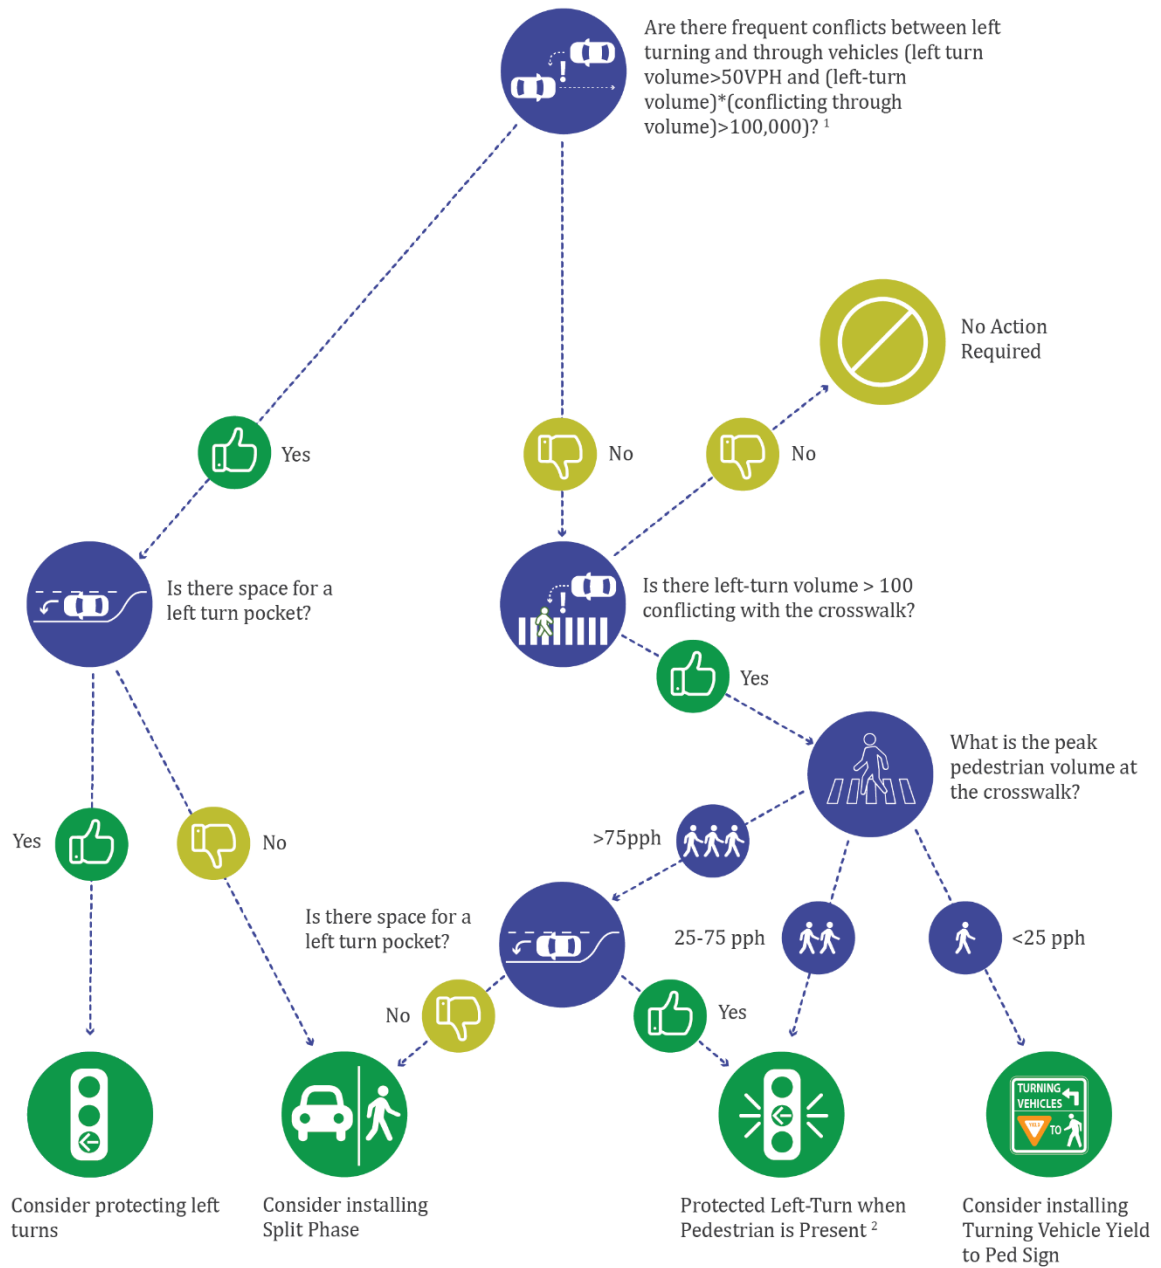 Are there frequent conflicts between left
turning and through vehicles (left turn
volume>50VPH and (left-turn
volume)*(conflicting through
volume)>100,000)? 1
No Action
Required
Yes
No
No
Is there space for a
left turn pocket?
Is there left-turn volume > 100
conflicting with the crosswalk?
Yes
What is the peak
pedestrian volume at
the crosswalk?
Yes
No
>75pph
Is there space for a
left turn pocket?
25-75 pph
<25 pph
No
Yes
TURNING
VEHICLES
YIELD
TO
Consider protecting left
turns
Consider installing
Split Phase
Protected Left-Turn when
Pedestrian is Present 2
Consider installing
Turning Vehicle Yield
to Ped Sign